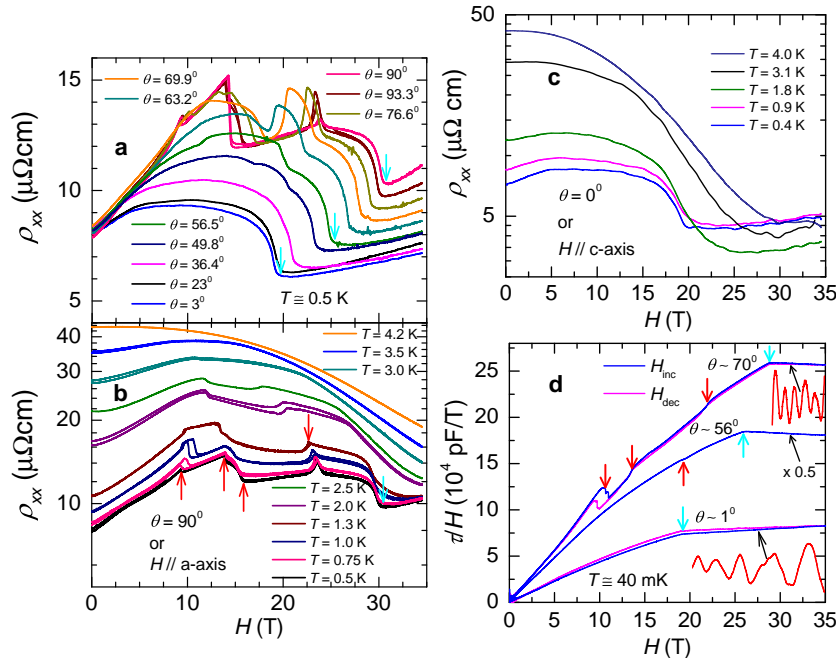 θ = 69.9⁰
θ = 63.2⁰
θ = 90⁰
θ = 93.3⁰
θ = 76.6⁰
a
15
10
5
ρxx (μΩcm)
θ = 56.5⁰
θ = 49.8⁰
θ = 36.4⁰
θ = 23⁰
θ = 3⁰
T ≅ 0.5 K
b
T = 4.2 K
T = 3.5 K
T = 3.0 K
40
30
20
10
ρxx (μΩcm)
θ = 90⁰
or
H // a-axis
T = 2.5 K
T = 2.0 K
T = 1.3 K
T = 1.0 K
T = 0.75 K
T = 0.5 K
0 10 20 30
H (T)
50
5
ρxx (μΩ cm)
c
T = 4.0 K
T = 3.1 K
T = 1.8 K
T = 0.9 K
T = 0.4 K
θ = 0⁰
or
H // c-axis
0 5 10 15 20 25 30 35
H (T)
25
20
15
10
5
0
τ/H (10⁴ pF/T)
Hinc
Hdec
d
θ ~ 70⁰
θ ~ 56⁰
x 0.5
θ ~ 1⁰
T ≅ 40 mK
0 5 10 15 20 25 30 35
H (T)